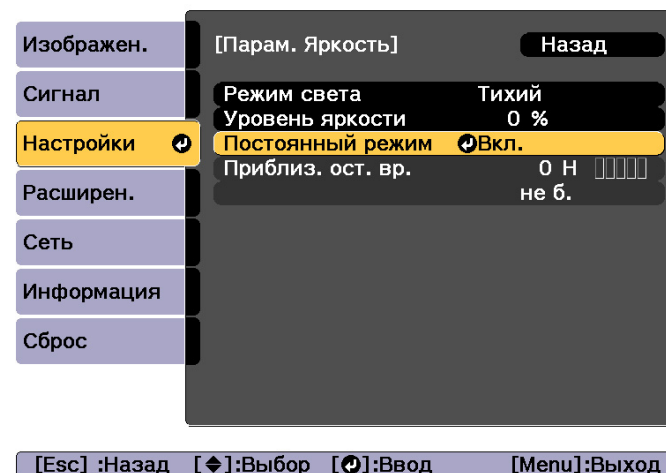 Изображен.
Сигнал
Настройки
Расширен.
Сеть
Информация
Сброс
[Парам. Яркость] Назад
Режим света Тихий
Уровень яркости 0 %
Постоянный режим Вкл.
Приблиз. ост. вр. 0 H
не б.
[Esc] :Назад [◆]:Выбор [↵]:Ввод [Menu]:Выход